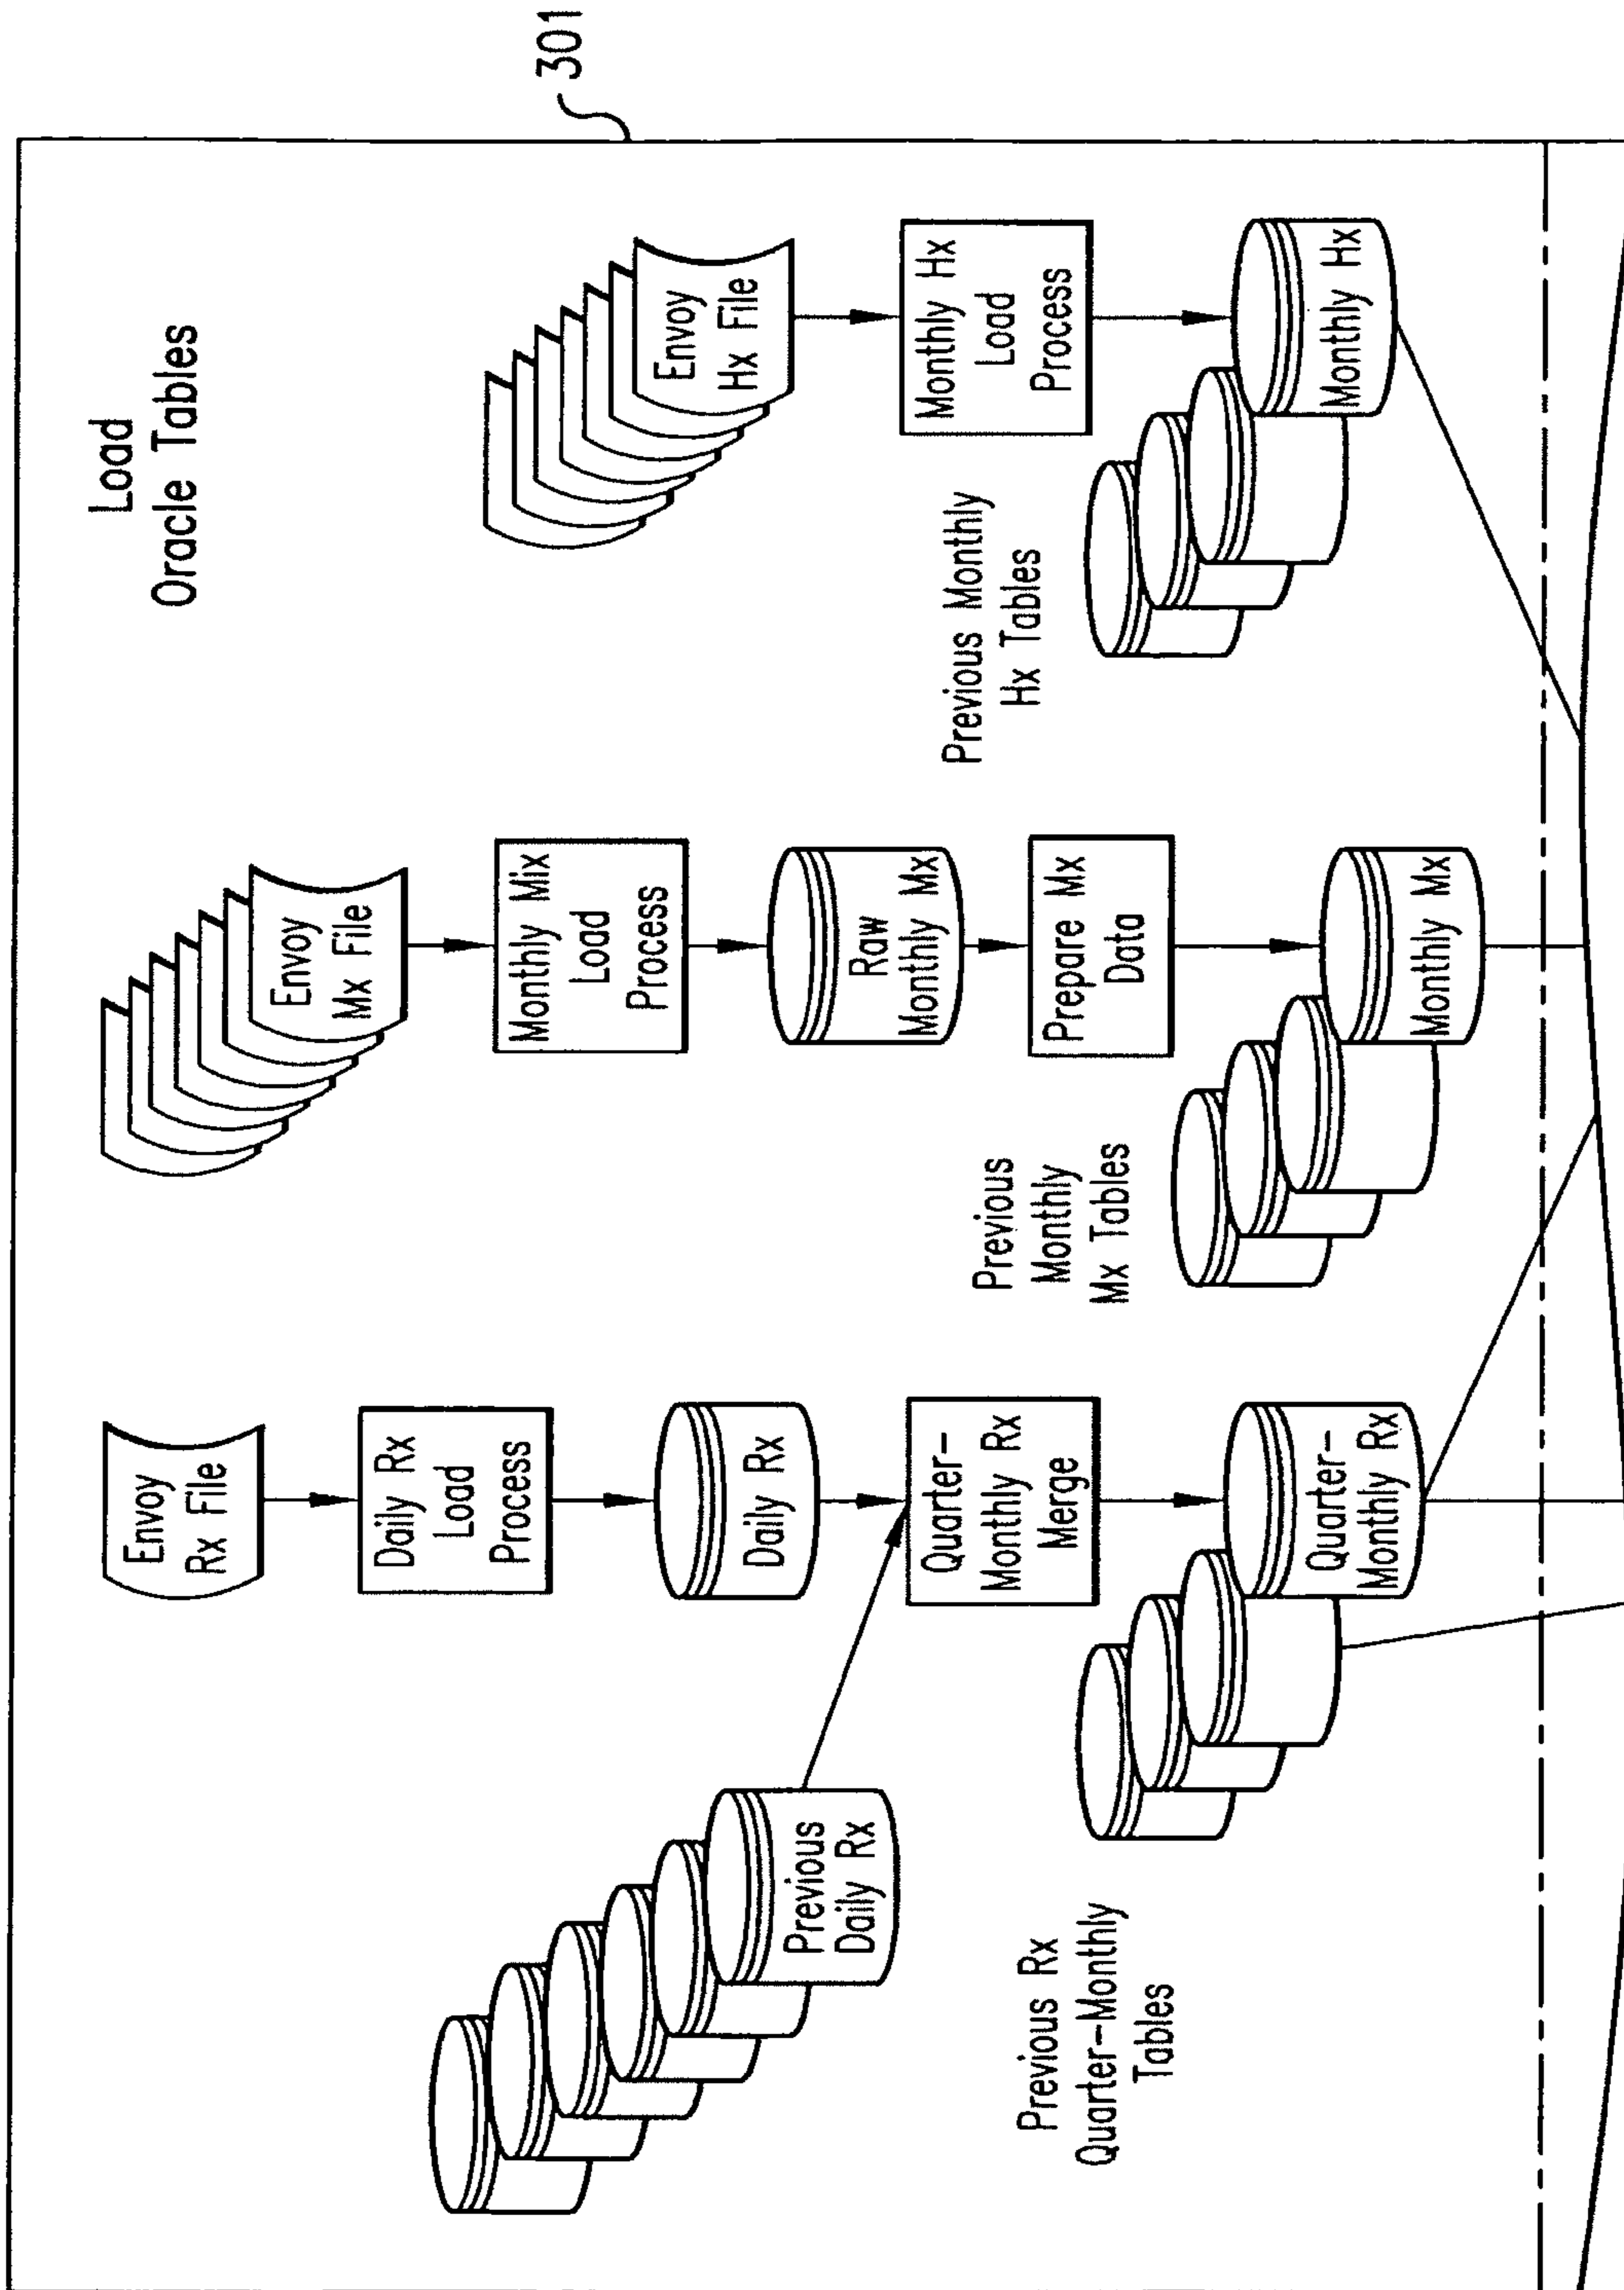 301
Load
Oracle Tables
Envoy
Rx File
Daily Rx
Load
Process
Daily Rx
Previous
Daily Rx
Quarter-
Monthly Rx
Merge
Previous Rx
Quarter-Monthly
Tables
Quarter-
Monthly Rx
Envoy
Mx File
Monthly Mix
Load
Process
Raw
Monthly Mx
Prepare Mx
Data
Previous
Monthly
Mx Tables
Monthly Mx
Envoy
Hx File
Monthly Hx
Load
Process
Previous Monthly
Hx Tables
Monthly Hx